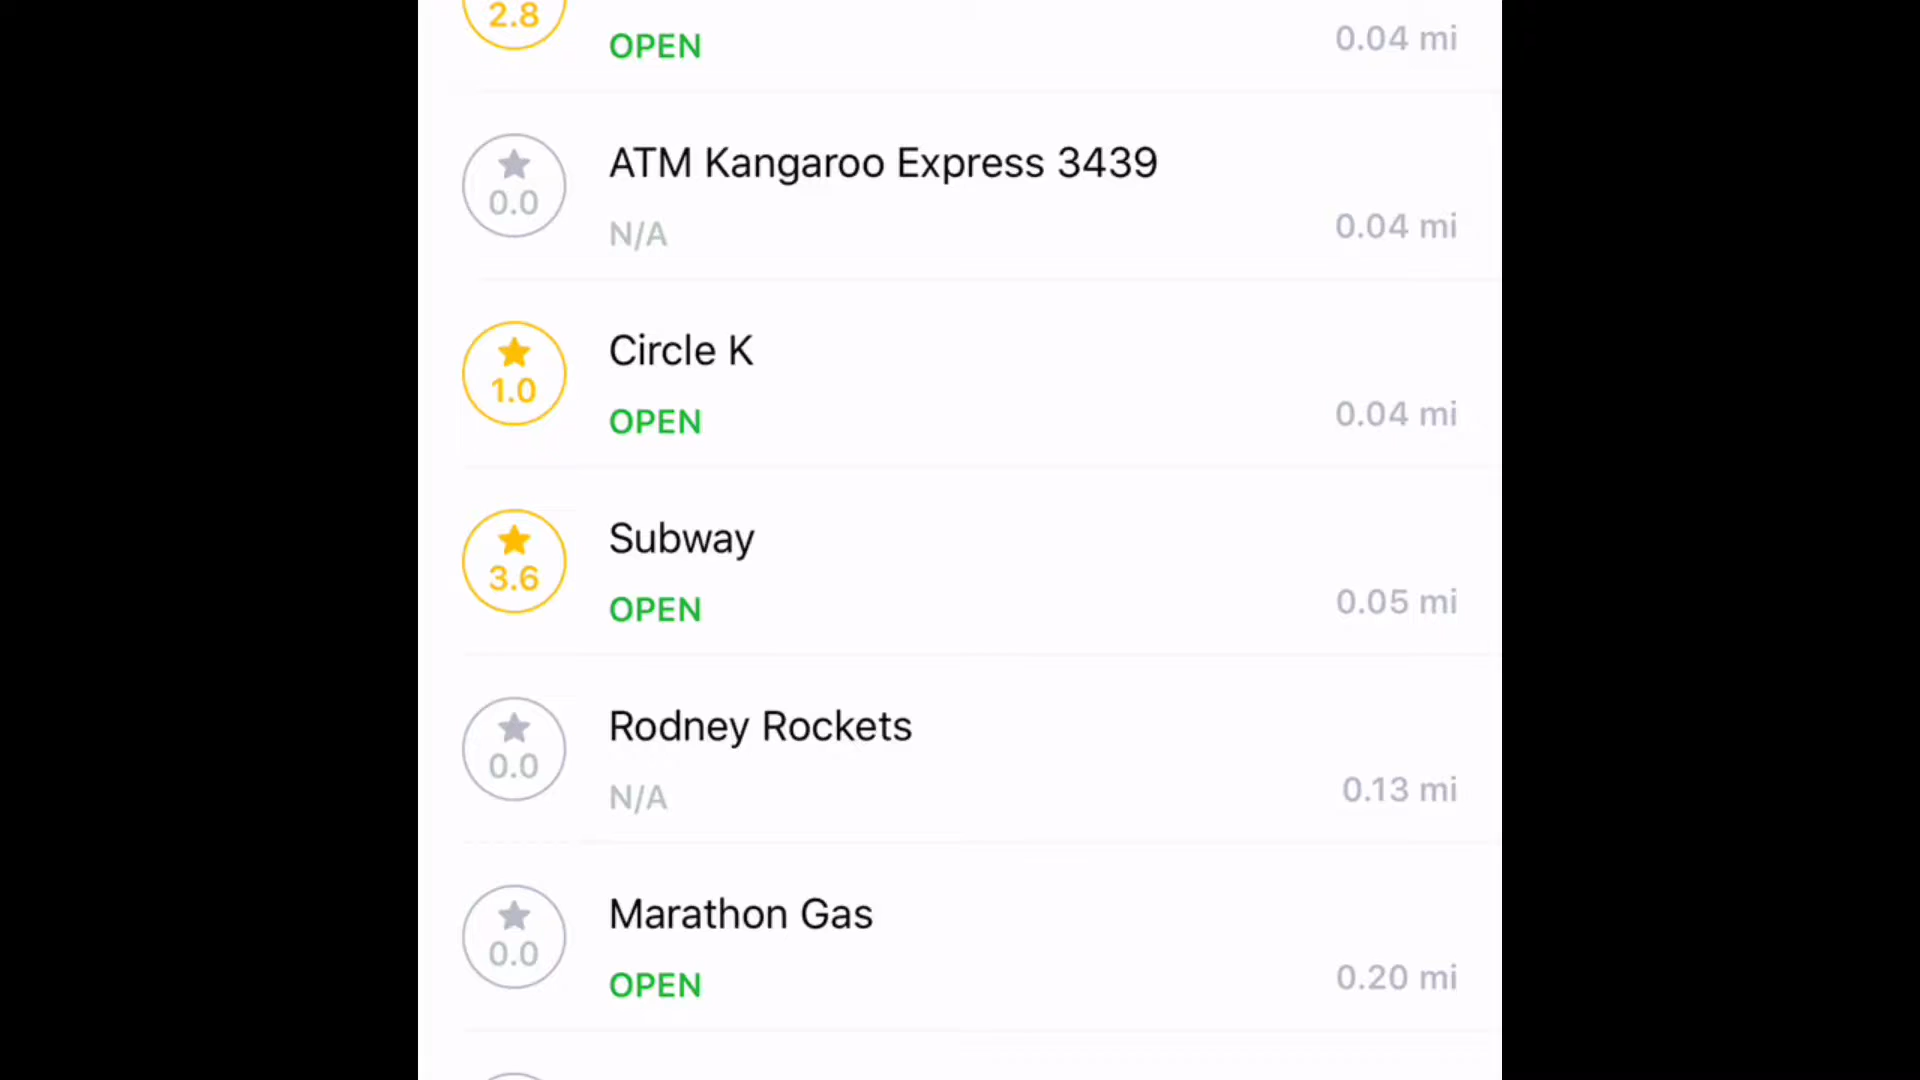 2.8
OPEN
0.04 mi
ATM Kangaroo Express 3439
0.0
N/A
0.04 mi
Circle K
1.0
OPEN
0.04 mi
Subway
3.6
OPEN
0.05 mi
Rodney Rockets
0.0
N/A
0.13 mi
Marathon Gas
0.0
OPEN
0.20 mi